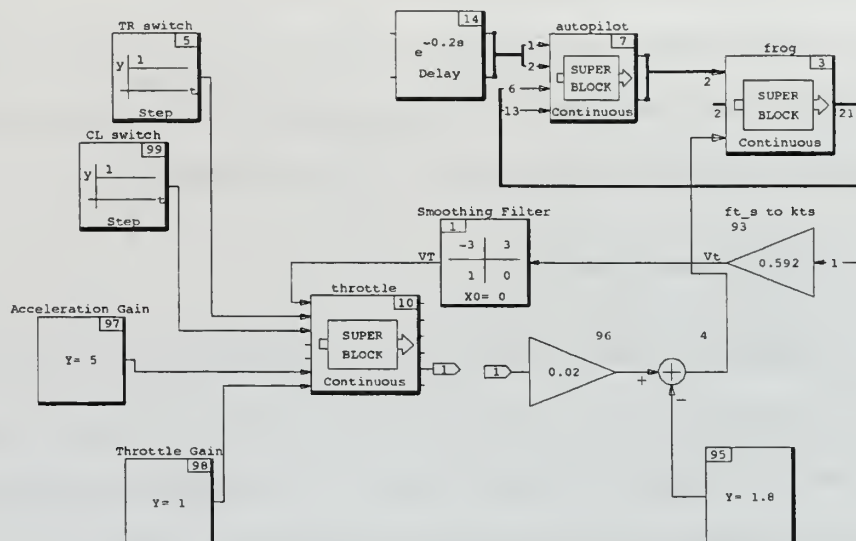 TR switch
5
y 1
t
Step
CL switch
99
y 1
t
Step
14
e-0.2s
Delay
autopilot
7
1
2
6
13
SUPER
BLOCK
Continuous
frog
3
2
2
SUPER
BLOCK
21
Continuous
Smoothing Filter
1
-3 3
1 0
X0= 0
VT
ft_s to kts
93
Vt
0.592
1
throttle
10
SUPER
BLOCK
Continuous
1
Acceleration Gain
97
Y= 5
Throttle Gain
98
Y= 1
1
0.02
96
4
+
+
-
95
Y= 1.8